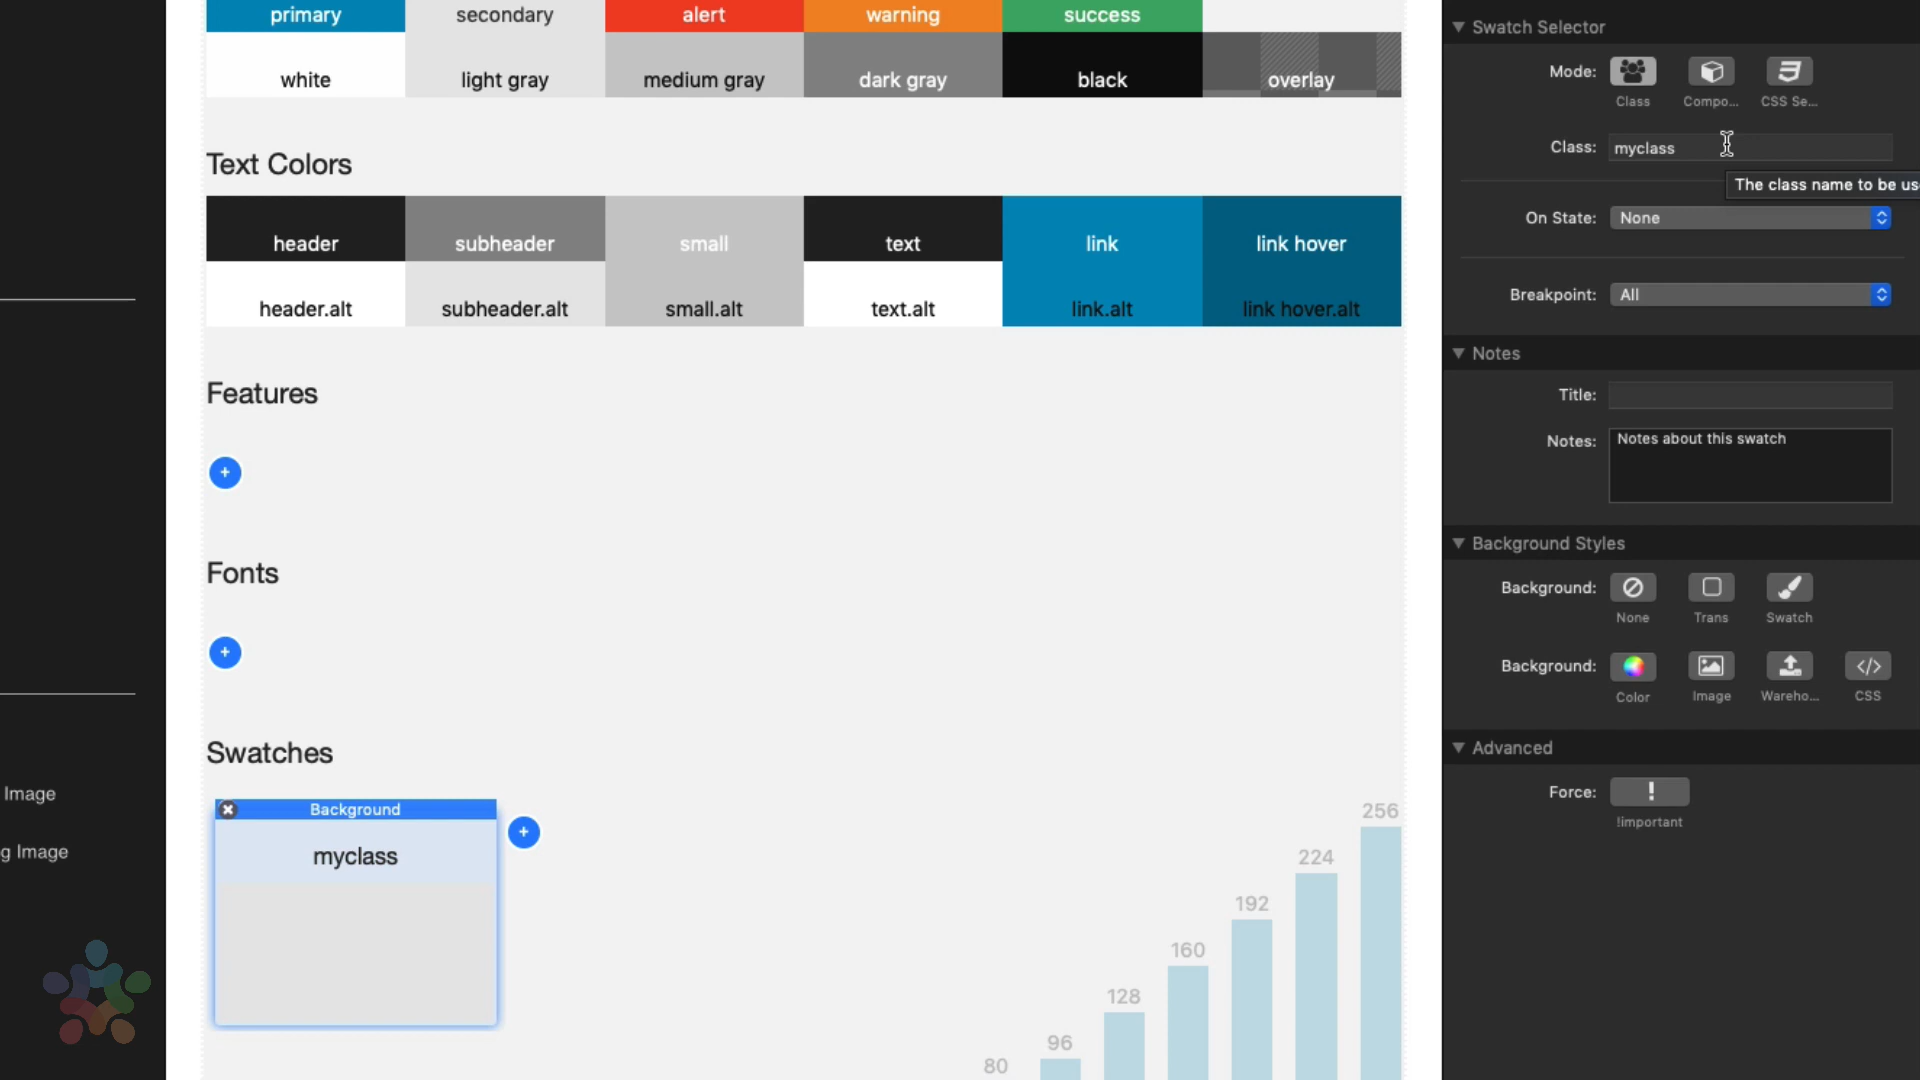 primary secondary alert warning success
white light gray medium gray dark gray black overlay
Text Colors
header subheader small text link link hover
header.alt subheader.alt small.alt text.alt link.alt link hover.alt
Features
+
Fonts
+
Swatches
Background
myclass
+
256
224
192
160
128
96
80
Image
g Image
Swatch Selector
Mode:
Class Compo... CSS Se...
Class: myclass
The class name to be us
On State: None
Breakpoint: All
Notes
Title:
Notes: Notes about this swatch
Background Styles
Background:
None Trans Swatch
Background:
Color Image Wareho... CSS
Advanced
Force: !
!important